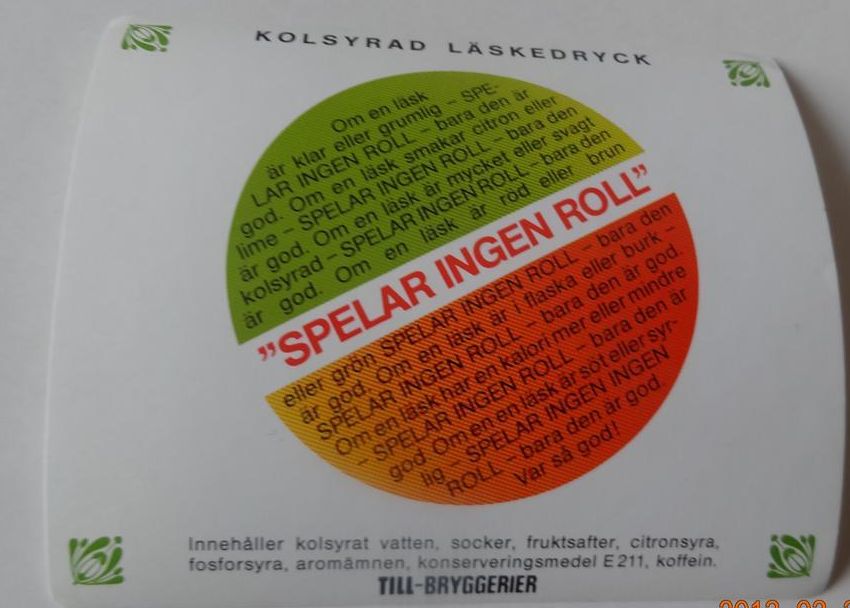 KOLSYRAD LÄSKEDRYCK
Om en läsk
är klar eller grumlig – SPE-
LAR INGEN ROLL – bara den är
god. Om en läsk smakar citron eller
lime – SPELAR INGEN ROLL – bara den
är god. Om en läsk är mycket eller svagt
kolsyrad – SPELAR INGEN ROLL – bara den
är god. Om en läsk är röd eller brun
"SPELAR INGEN ROLL"
eller grön SPELAR INGEN ROLL – bara den
är god. Om en läsk är i flaska eller burk –
SPELAR INGEN ROLL – bara den är god.
Om en läsk har en kalori mer eller mindre
– SPELAR INGEN ROLL – bara den är
god. Om en en läsk är söt eller syr-
lig – SPELAR INGEN INGEN
ROLL – bara den är god.
Var så god!
Innehåller kolsyrat vatten, socker, fruktsafter, citronsyra,
fosforsyra, aromämnen, konserveringsmedel E 211, koffein.
TILL-BRYGGERIER